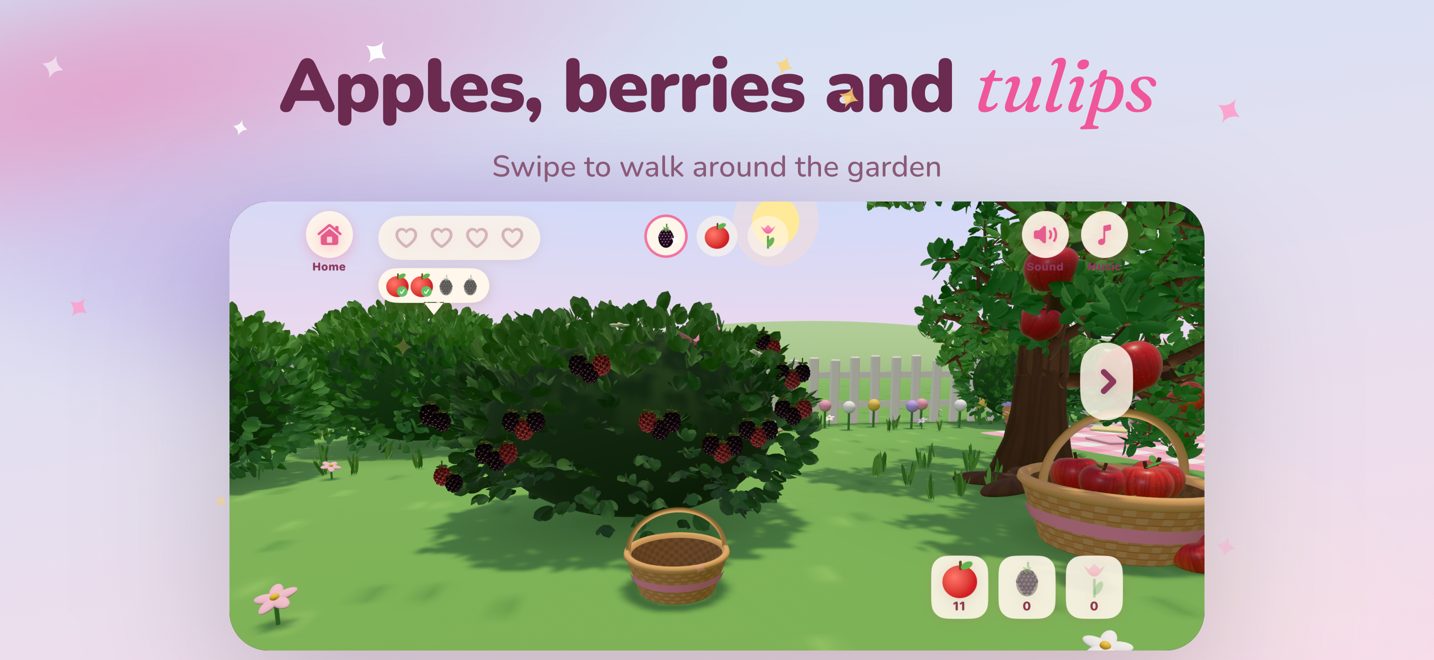 Apples, berries and tulips
Swipe to walk around the garden
Home
Sound
Music
11
0
0